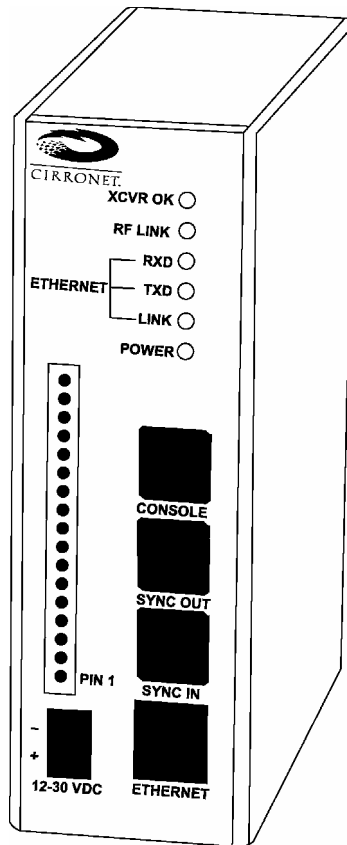 CIRRONET.
XCVR OK
RF LINK
RXD
ETHERNET
TXD
LINK
POWER
CONSOLE
SYNC OUT
PIN 1
SYNC IN
−
+
12-30 VDC
ETHERNET